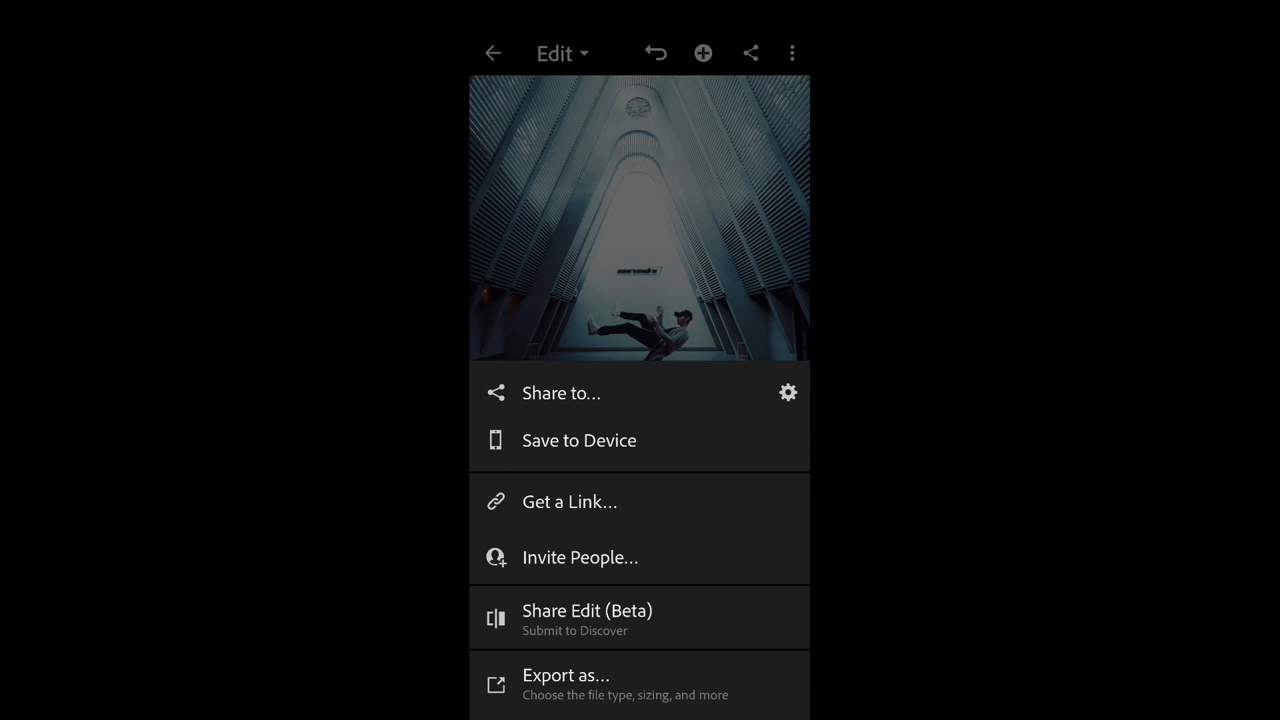 Edit
Share to...
Save to Device
Get a Link...
Invite People...
Share Edit (Beta)
Submit to Discover
Export as...
Choose the file type, sizing, and more